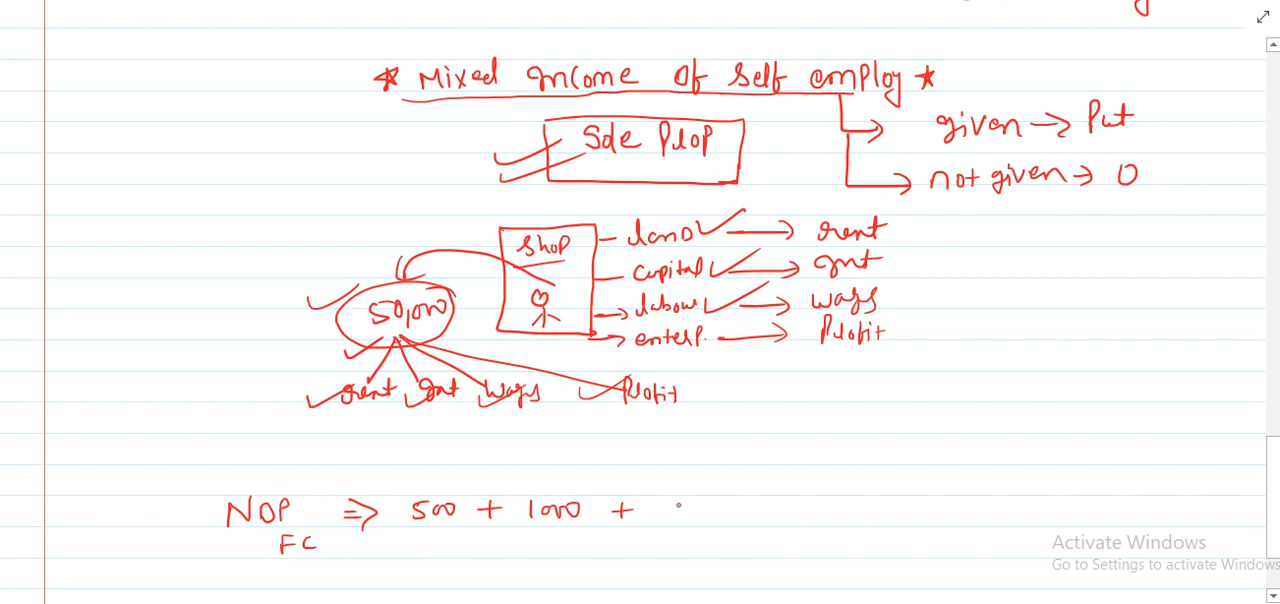 * Mixed Income Of Self employ *
given → Put
Sole Prop
not given → 0
Shop
land → rent
capital → Int
labour → wages
enterp. → Profit
50,000
rent Int wages Profit
NDP ⇒ 500 + 1000 +
FC
Activate Windows
Go to Settings to activate Windows